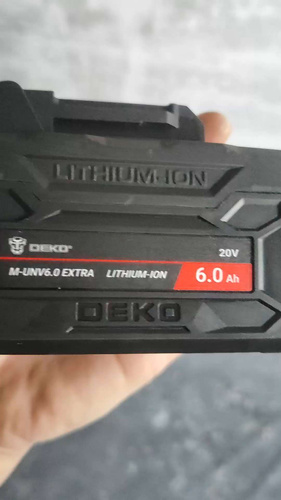 LITHIUM-ION
DEKO®
20V
M-UNV6.0 EXTRA LITHIUM-ION 6.0 Ah
DEKO